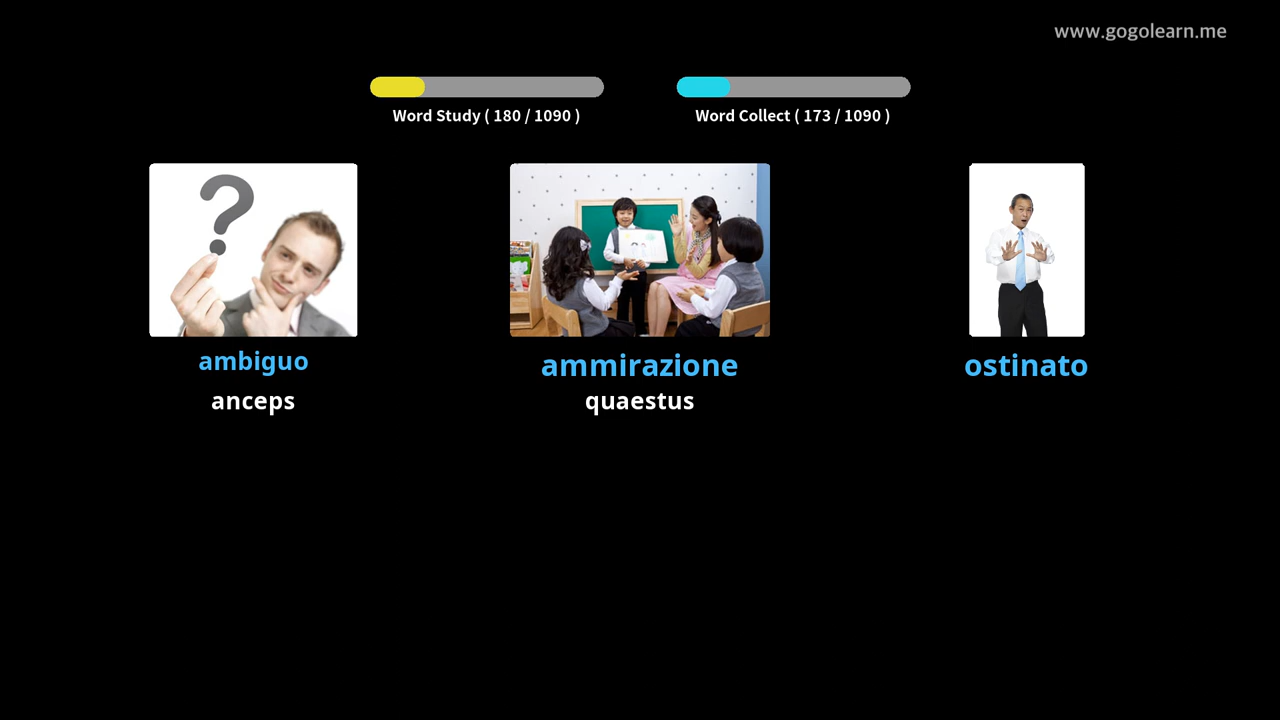 www.gogolearn.me
Word Study ( 180 / 1090 )
Word Collect ( 173 / 1090 )
ambiguo
anceps
ammirazione
quaestus
ostinato